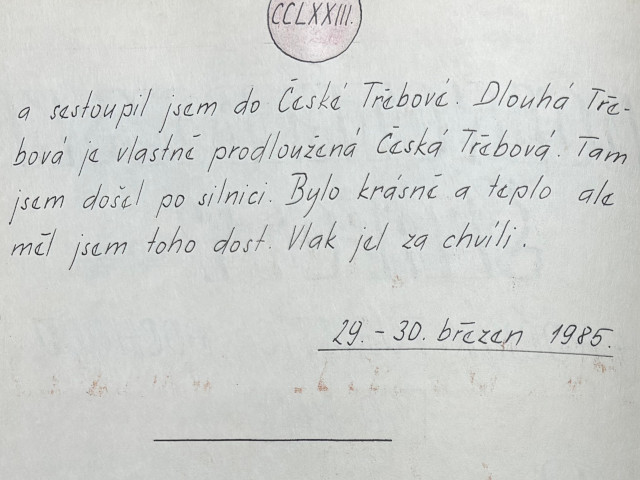 CCLXXIII.
a sestoupil jsem do České Třebové. Dlouhá Tře-
bová je vlastně prodloužená Česká Třebová. Tam
jsem došel po silnici. Bylo krásně a teplo ale
měl jsem toho dost. Vlak jel za chvíli.
29. - 30. březen 1985.